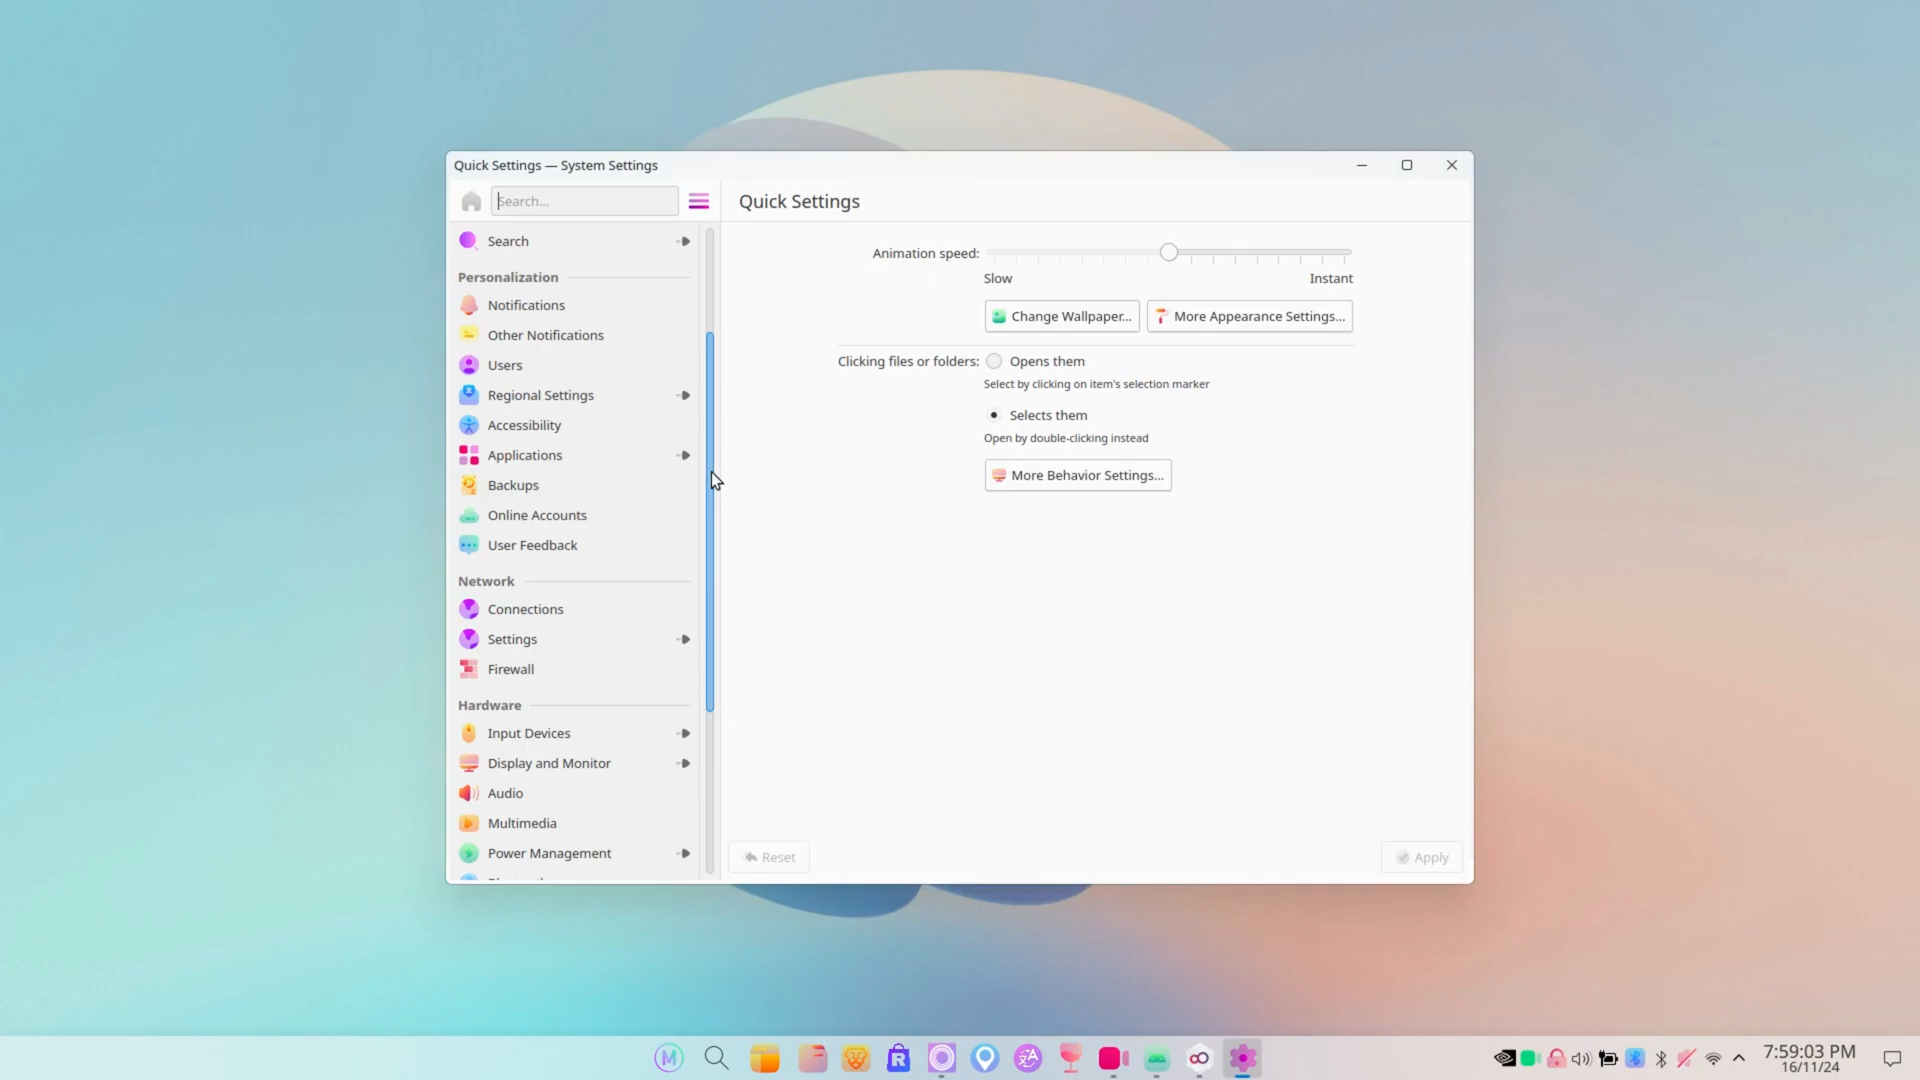 Quick Settings — System Settings
Search...
Quick Settings
Search
Personalization
Notifications
Other Notifications
Users
Regional Settings
Accessibility
Applications
Backups
Online Accounts
User Feedback
Network
Connections
Settings
Firewall
Hardware
Input Devices
Display and Monitor
Audio
Multimedia
Power Management
Animation speed:
Slow
Instant
Change Wallpaper...
More Appearance Settings...
Clicking files or folders:
Opens them
Select by clicking on item's selection marker
Selects them
Open by double-clicking instead
More Behavior Settings...
Reset
Apply
M
R
7:59:03 PM
16/11/24